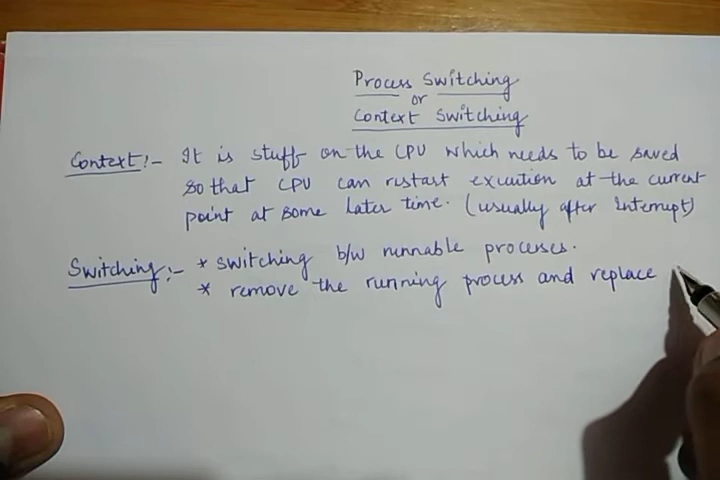 Process Switching
or
Context Switching
Context :- It is stuff on the CPU which needs to be saved
so that CPU can restart execution at the current
point at some later time. (usually after interrupt)
Switching :- * switching b/w runnable processes.
* remove the running process and replace